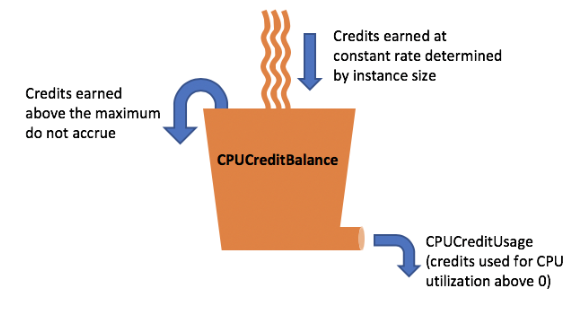 Credits earned at
constant rate determined
by instance size
Credits earned
above the maximum
do not accrue
CPUCreditBalance
CPUCreditUsage
(credits used for CPU
utilization above 0)